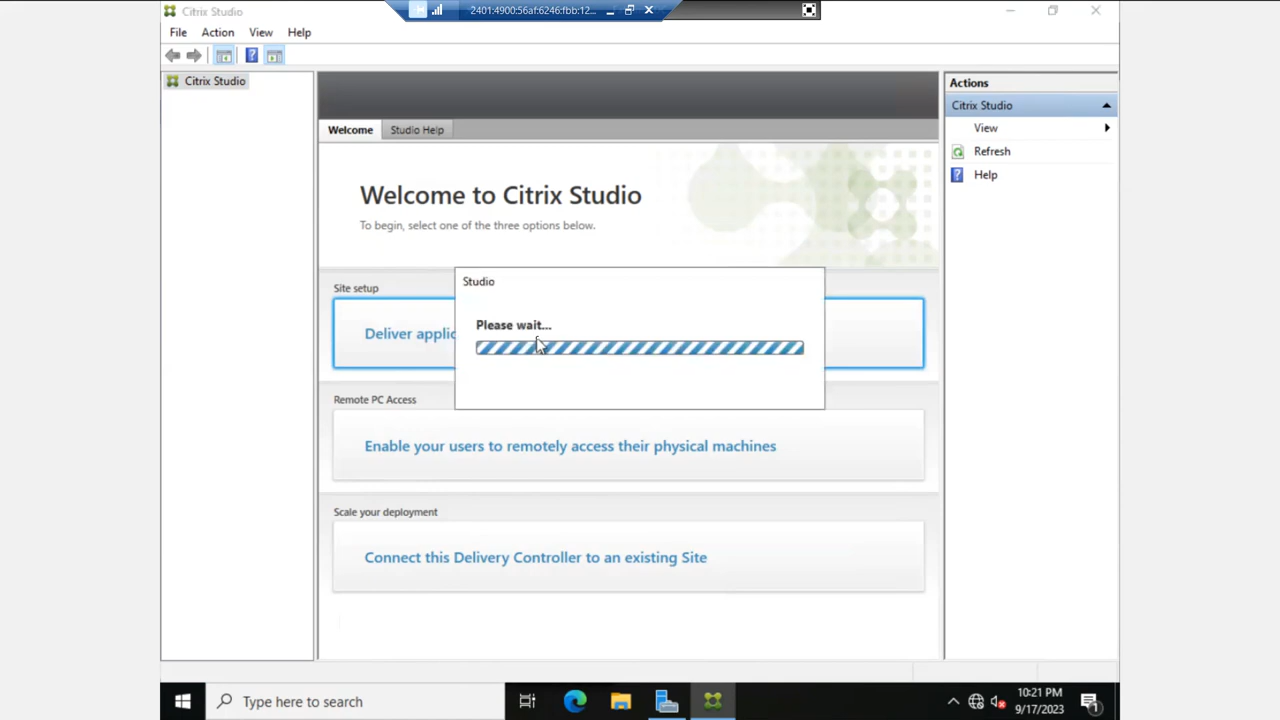 Citrix Studio
2401:4900:56af:6246:fbb:12...
File Action View Help
Citrix Studio
Welcome Studio Help
Welcome to Citrix Studio
To begin, select one of the three options below.
Site setup
Deliver applic
Studio
Please wait...
Remote PC Access
Enable your users to remotely access their physical machines
Scale your deployment
Connect this Delivery Controller to an existing Site
Actions
Citrix Studio
View
Refresh
Help
Type here to search
10:21 PM
9/17/2023
1